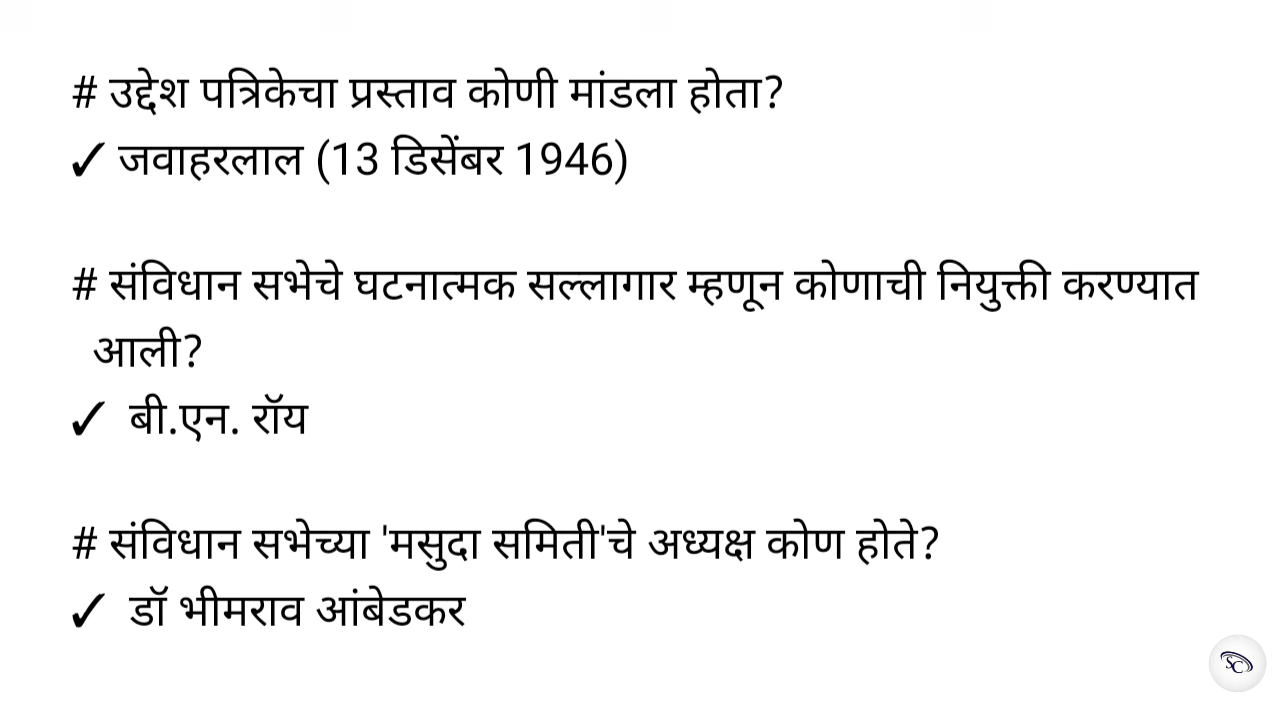 # उद्देश पत्रिकेचा प्रस्ताव कोणी मांडला होता?
✓ जवाहरलाल (13 डिसेंबर 1946)
# संविधान सभेचे घटनात्मक सल्लागार म्हणून कोणाची नियुक्ती करण्यात
आली?
✓ बी.एन. रॉय
# संविधान सभेच्या 'मसुदा समिती'चे अध्यक्ष कोण होते?
✓ डॉ भीमराव आंबेडकर
SC